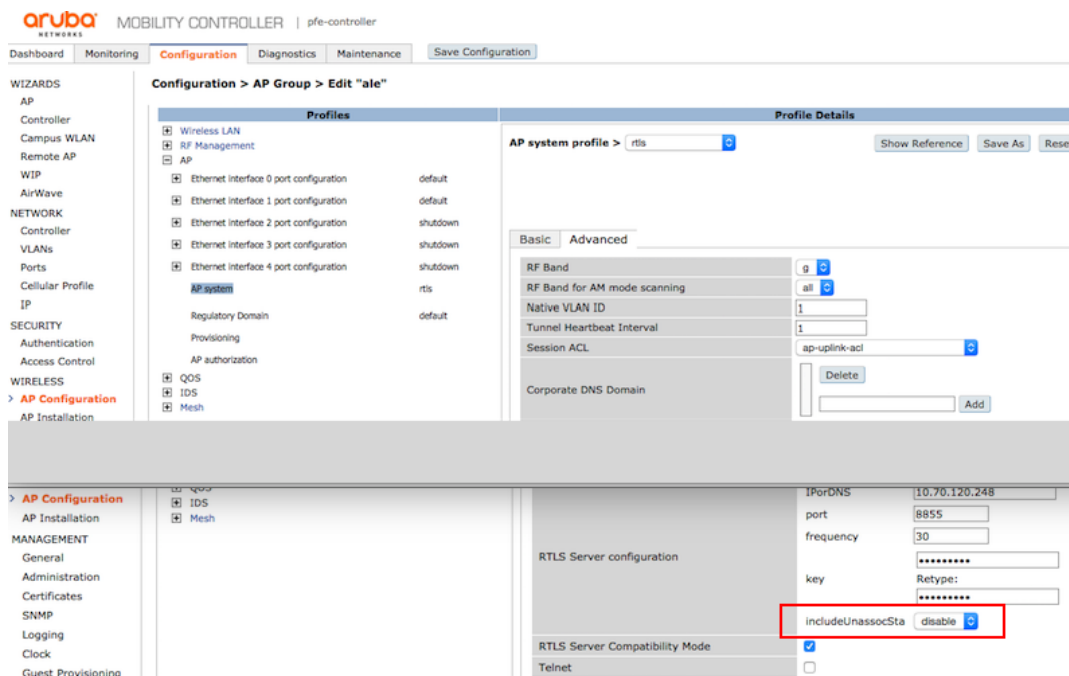 aruba
NETWORKS
MOBILITY CONTROLLER | pfe-controller
Dashboard Monitoring Configuration Diagnostics Maintenance Save Configuration
WIZARDS
AP
Controller
Campus WLAN
Remote AP
WIP
AirWave
NETWORK
Controller
VLANs
Ports
Cellular Profile
IP
SECURITY
Authentication
Access Control
WIRELESS
> AP Configuration
AP Installation
Configuration > AP Group > Edit "ale"
Profiles
Wireless LAN
RF Management
AP
Ethernet interface 0 port configuration default
Ethernet interface 1 port configuration default
Ethernet interface 2 port configuration shutdown
Ethernet interface 3 port configuration shutdown
Ethernet interface 4 port configuration shutdown
AP system rtls
Regulatory Domain default
Provisioning
AP authorization
QOS
IDS
Mesh
Profile Details
AP system profile > rtls Show Reference Save As Rese
Basic Advanced
RF Band g
RF Band for AM mode scanning all
Native VLAN ID 1
Tunnel Heartbeat Interval 1
Session ACL ap-uplink-acl
Corporate DNS Domain
Delete
Add
> AP Configuration
AP Installation
MANAGEMENT
General
Administration
Certificates
SNMP
Logging
Clock
Guest Provisioning
QOS
IDS
Mesh
RTLS Server configuration
IPorDNS 10.70.120.248
port 8855
frequency 30
•••••••••
key Retype:
•••••••••
includeUnassocSta disable
RTLS Server Compatibility Mode
Telnet